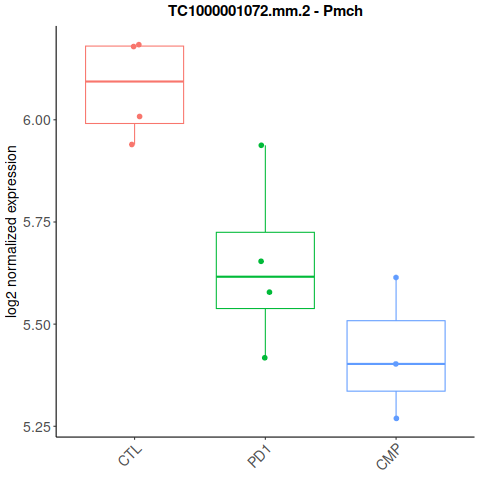 TC1000001072.mm.2 - Pmch
log2 normalized expression
6.00
5.75
5.50
5.25
CTL
PD1
CMP